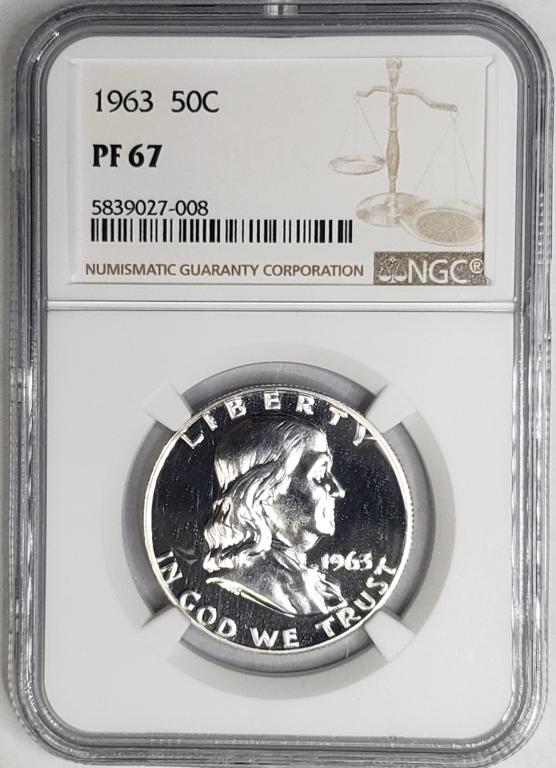 1963 50C
PF 67
5839027-008
NUMISMATIC GUARANTY CORPORATION NGC®
LIBERTY
1963
IN GOD WE TRUST